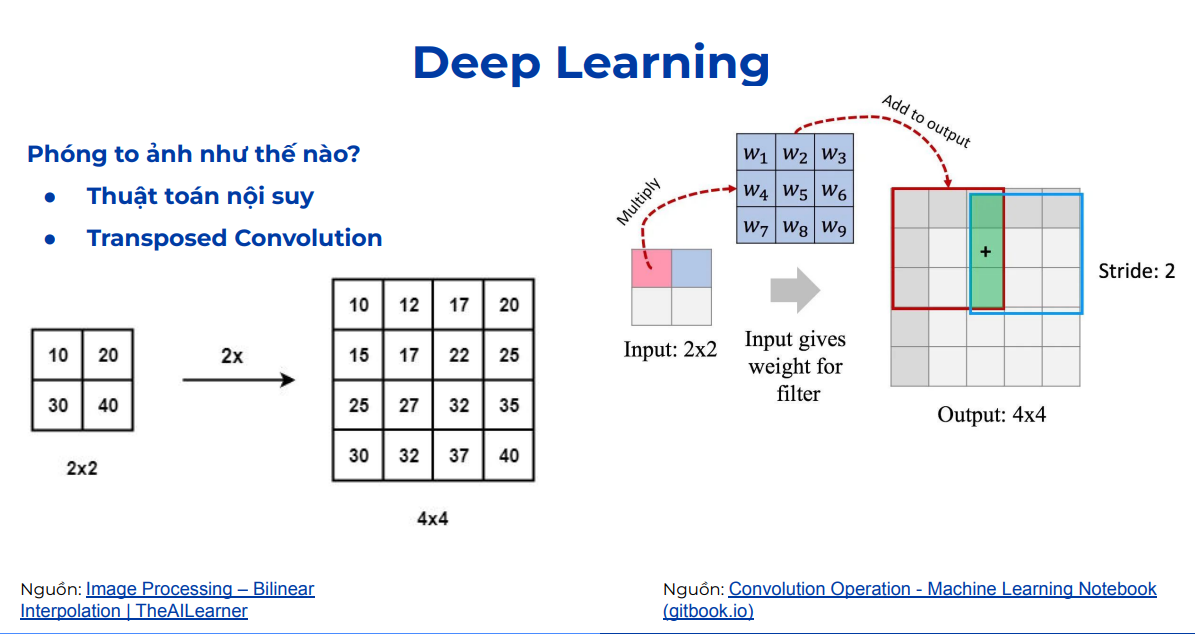 Deep Learning
Phóng to ảnh như thế nào?
● Thuật toán nội suy
● Transposed Convolution
10 20
30 40
2x2
2x
10 12 17 20
15 17 22 25
25 27 32 35
30 32 37 40
4x4
Nguồn: Image Processing – Bilinear
Interpolation | TheAILearner
Multiply
Add to output
w1 w2 w3
w4 w5 w6
w7 w8 w9
+
Stride: 2
Input: 2x2
Input gives
weight for
filter
Output: 4x4
Nguồn: Convolution Operation - Machine Learning Notebook
(gitbook.io)